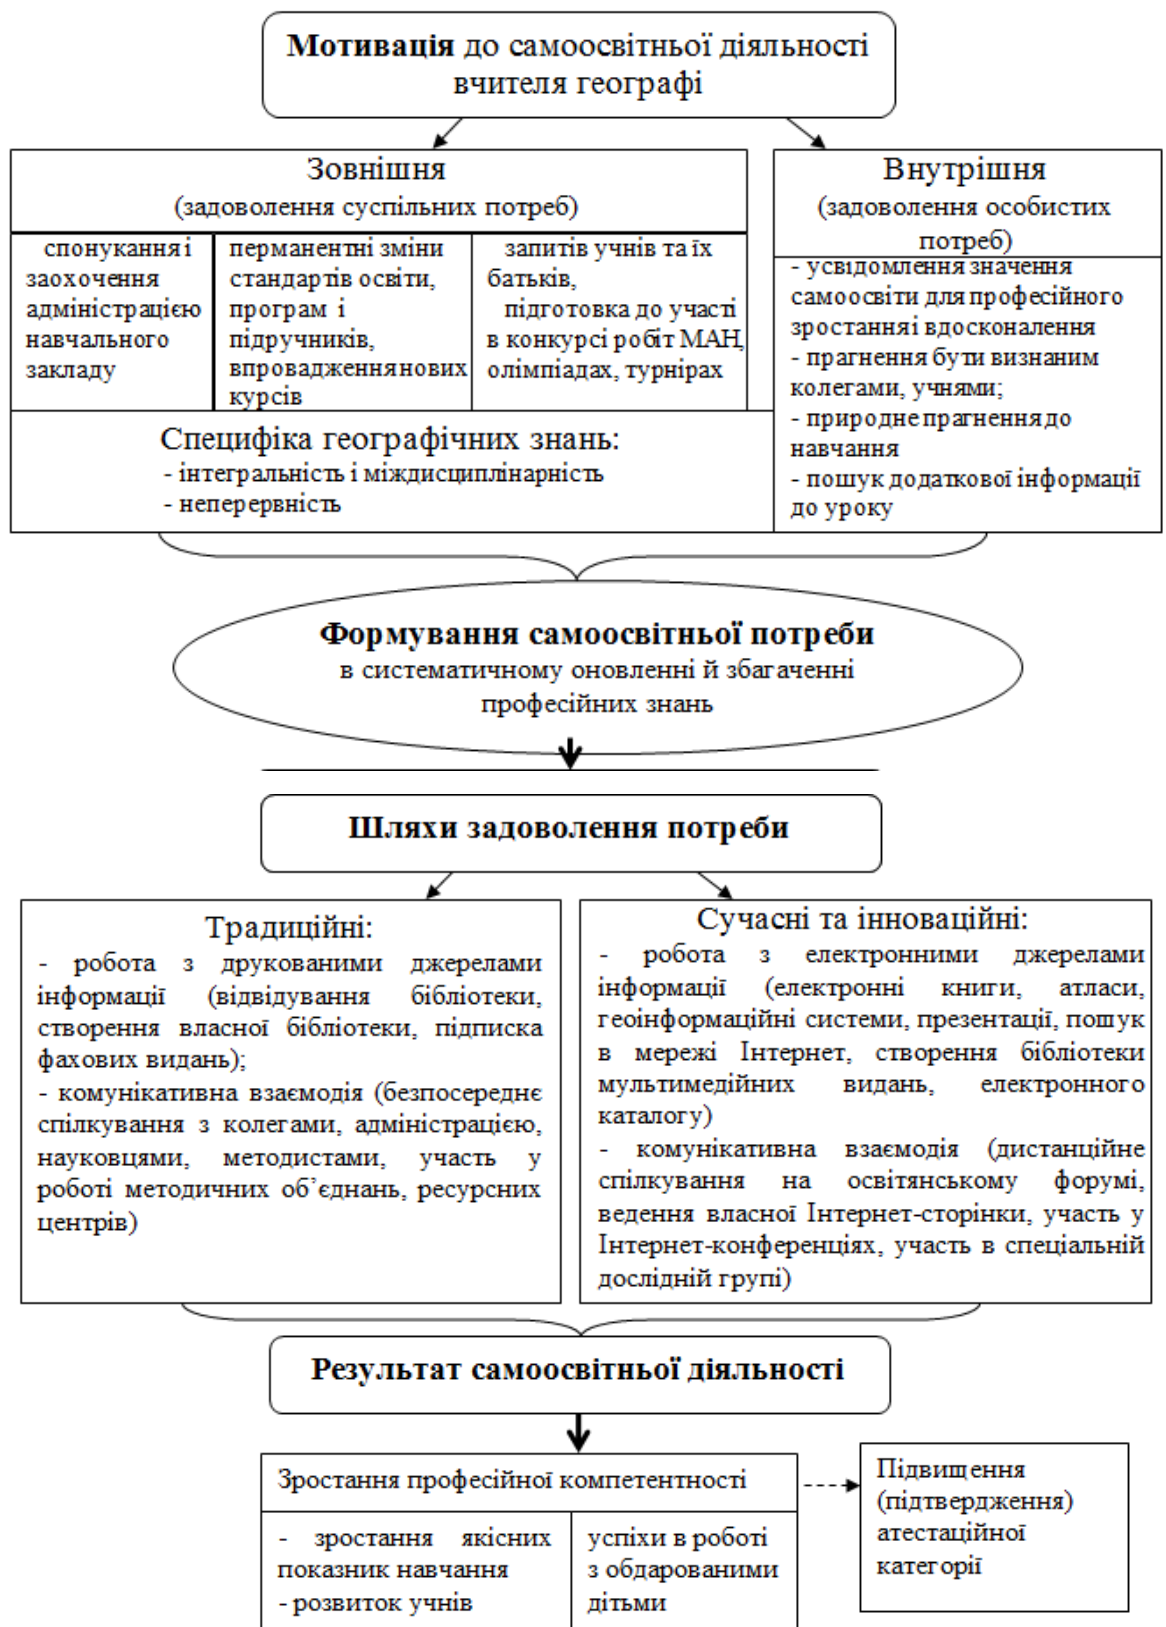 Мотивація до самоосвітньої діяльності
вчителя географі
Зовнішня
(задоволення суспільних потреб)
спонукання і
заохочення
адміністрацією
навчального
закладу
перманентні зміни
стандартів освіти,
програм і
підручників,
впровадження нових
курсів
запитів учнів та їх
батьків,
підготовка до участі
в конкурсі робіт МАН,
олімпіадах, турнірах
Специфіка географічних знань:
- інтегральність і міждисциплінарність
- неперервність
Внутрішня
(задоволення особистих
потреб)
- усвідомлення значення
самоосвіти для професійного
зростання і вдосконалення
- прагнення бути визнаним
колегами, учнями;
- природне прагнення до
навчання
- пошук додаткової інформації
до уроку
Формування самоосвітньої потреби
в систематичному оновленні й збагаченні
професійних знань
Шляхи задоволення потреби
Традиційні:
- робота з друкованими джерелами
інформації (відвідування бібліотеки,
створення власної бібліотеки, підписка
фахових видань);
- комунікативна взаємодія (безпосереднє
спілкування з колегами, адміністрацією,
науковцями, методистами, участь у
роботі методичних об’єднань, ресурсних
центрів)
Сучасні та інноваційні:
- робота з електронними джерелами
інформації (електронні книги, атласи,
геоінформаційні системи, презентації, пошук
в мережі Інтернет, створення бібліотеки
мультимедійних видань, електронного
каталогу)
- комунікативна взаємодія (дистанційне
спілкування на освітянському форумі,
ведення власної Інтернет-сторінки, участь у
Інтернет-конференціях, участь в спеціальній
дослідній групі)
Результат самоосвітньої діяльності
Зростання професійної компетентності
- зростання якісних
показник навчання
- розвиток учнів
успіхи в роботі
з обдарованими
дітьми
Підвищення
(підтвердження)
атестаційної
категорії